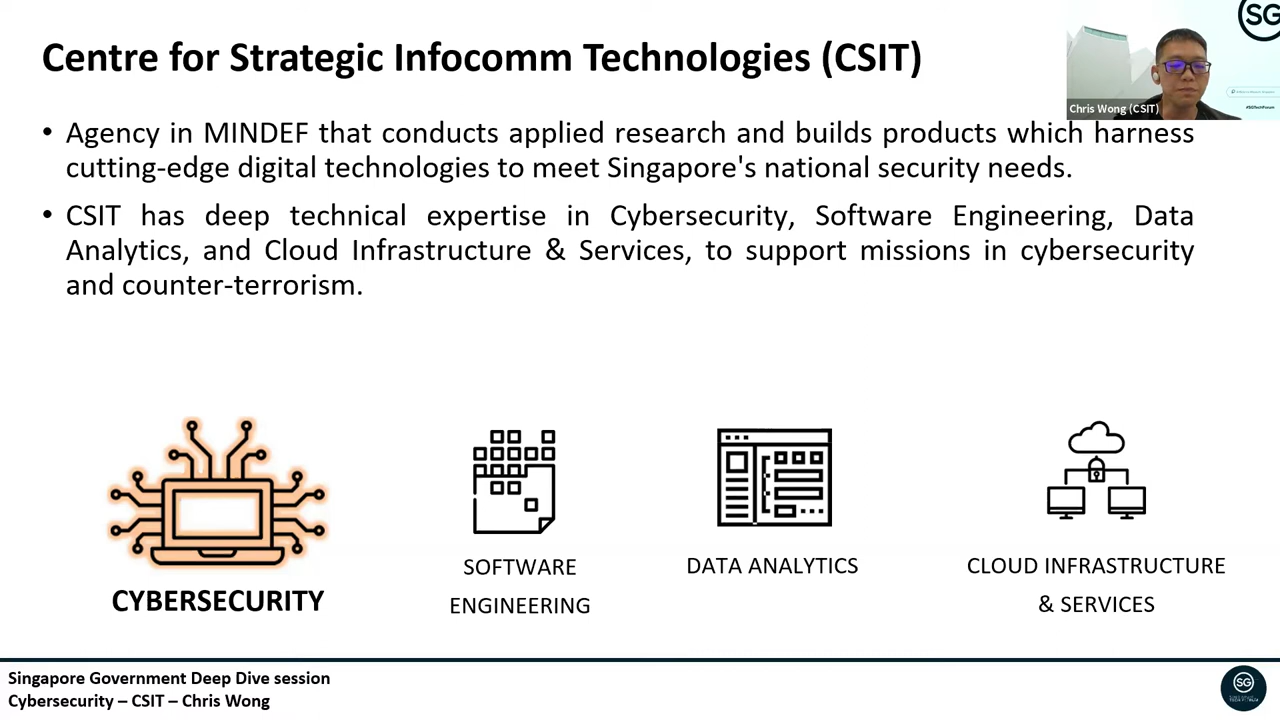 Centre for Strategic Infocomm Technologies (CSIT)
SG
Chris Wong (CSIT)
#SGTechForum
• Agency in MINDEF that conducts applied research and builds products which harness
cutting-edge digital technologies to meet Singapore's national security needs.
• CSIT has deep technical expertise in Cybersecurity, Software Engineering, Data
Analytics, and Cloud Infrastructure & Services, to support missions in cybersecurity
and counter-terrorism.
CYBERSECURITY
SOFTWARE
ENGINEERING
DATA ANALYTICS
CLOUD INFRASTRUCTURE
& SERVICES
Singapore Government Deep Dive session
Cybersecurity – CSIT – Chris Wong
SG